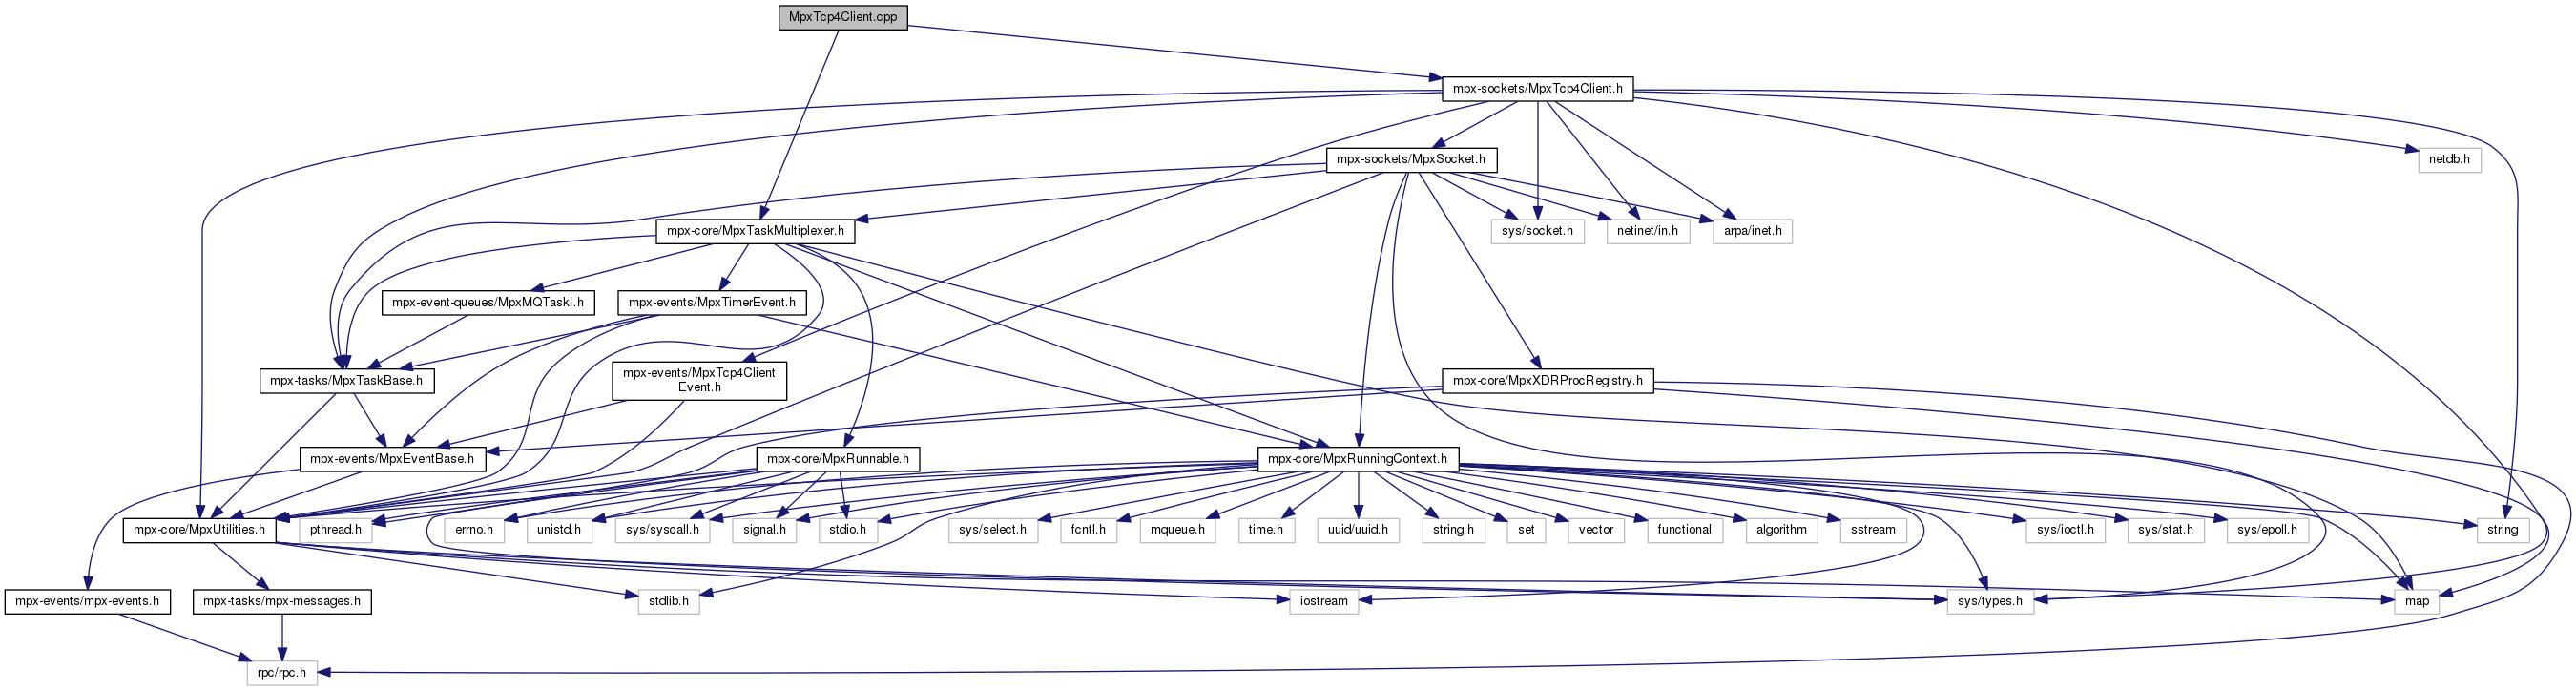 MpxTcp4Client.cpp
mpx-sockets/MpxTcp4Client.h
mpx-sockets/MpxSocket.h
netdb.h
mpx-core/MpxTaskMultiplexer.h
sys/socket.h
netinet/in.h
arpa/inet.h
mpx-event-queues/MpxMQTaskI.h
mpx-events/MpxTimerEvent.h
mpx-tasks/MpxTaskBase.h
mpx-events/MpxTcp4Client
Event.h
mpx-core/MpxXDRProcRegistry.h
mpx-events/MpxEventBase.h
mpx-core/MpxRunnable.h
mpx-core/MpxRunningContext.h
mpx-core/MpxUtilities.h
pthread.h
errno.h
unistd.h
sys/syscall.h
signal.h
stdio.h
sys/select.h
fcntl.h
mqueue.h
time.h
uuid/uuid.h
string.h
set
vector
functional
algorithm
sstream
sys/ioctl.h
sys/stat.h
sys/epoll.h
string
mpx-events/mpx-events.h
mpx-tasks/mpx-messages.h
stdlib.h
iostream
sys/types.h
map
rpc/rpc.h